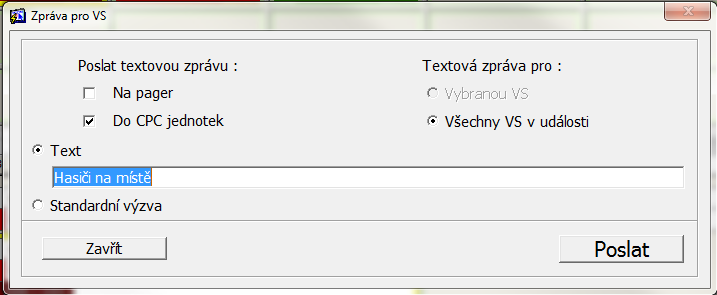 Zpráva pro VS
Poslat textovou zprávu :
Textová zpráva pro :
Na pager
Vybranou VS
Do CPC jednotek
Všechny VS v události
Text
Hasiči na místě
Standardní výzva
Zavřít
Poslat